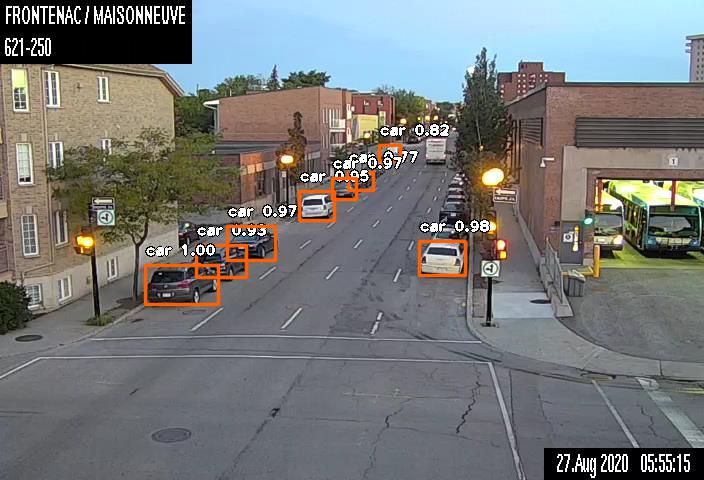 FRONTENAC / MAISONNEUVE
621-250
car 0.82
car 0.97
car 0.95
car 0.97
car 0.93
car 0.98
car 1.00
1
27.Aug 2020 05:55:15